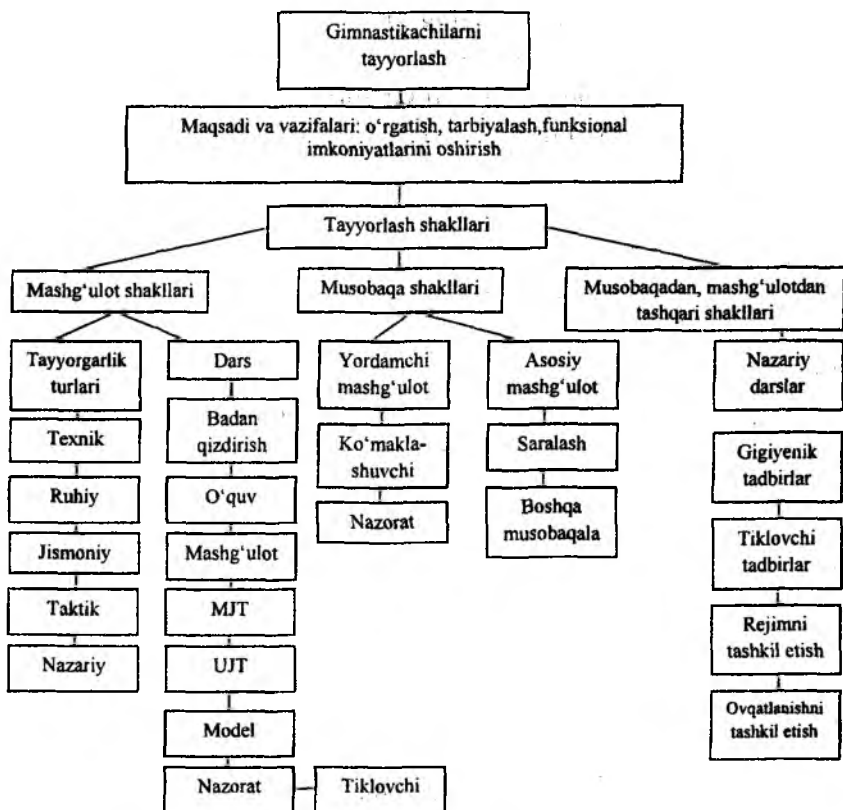 Gimnastikachilarni
tayyorlash
Maqsadi va vazifalari: o‘rgatish, tarbiyalash,funksional
imkoniyatlarini oshirish
Tayyorlash shakllari
Mashg‘ulot shakllari
Musobaqa shakllari
Musobaqadan, mashg‘ulotdan
tashqari shakllari
Tayyorgarlik
turlari
Texnik
Ruhiy
Jismoniy
Taktik
Nazariy
Dars
Badan
qizdirish
O‘quv
Mashg‘ulot
MJT
UJT
Model
Nazorat
Tiklovchi
Yordamchi
mashg‘ulot
Ko‘makla-
shuvchi
Nazorat
Asosiy
mashg‘ulot
Saralash
Boshqa
musobaqala
Nazariy
darslar
Gigiyenik
tadbirlar
Tiklovchi
tadbirlar
Rejimni
tashkil etish
Ovqatlanishni
tashkil etish